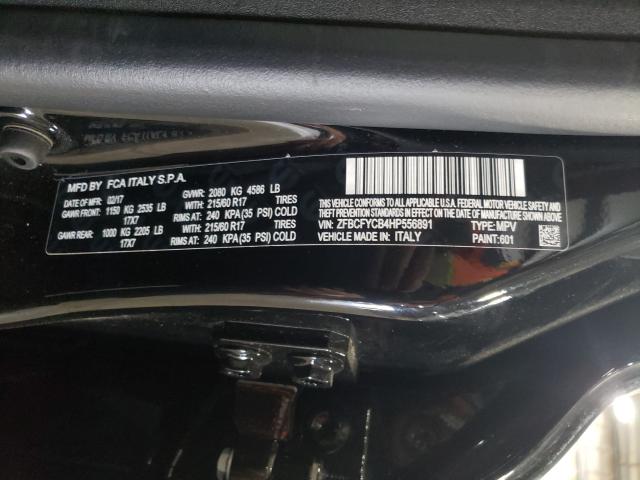 MFD BY FCA ITALY S.P.A.
DATE OF MFR: 02/17 GVWR: 2080 KG 4586 LB
GAWR FRONT: 1150 KG 2535 LB WITH: 215/60 R17 TIRES
17X7 RIMS AT: 240 KPA(35 PSI) COLD
GAWR REAR: 1000 KG 2205 LB WITH: 215/60 R17 TIRES
17X7 RIMS AT: 240 KPA(35 PSI) COLD
THIS VEHICLE CONFORMS TO ALL APPLICABLE U.S.A. FEDERAL MOTOR VEHICLE
SAFETY, BUMPER AND THEFT PREVENTION STANDARDS IN EFFECT ON THE DATE
OF MANUFACTURE SHOWN ABOVE.
VIN: ZFBCFYCB4HP556891 TYPE: MPV
VEHICLE MADE IN: ITALY PAINT: 601